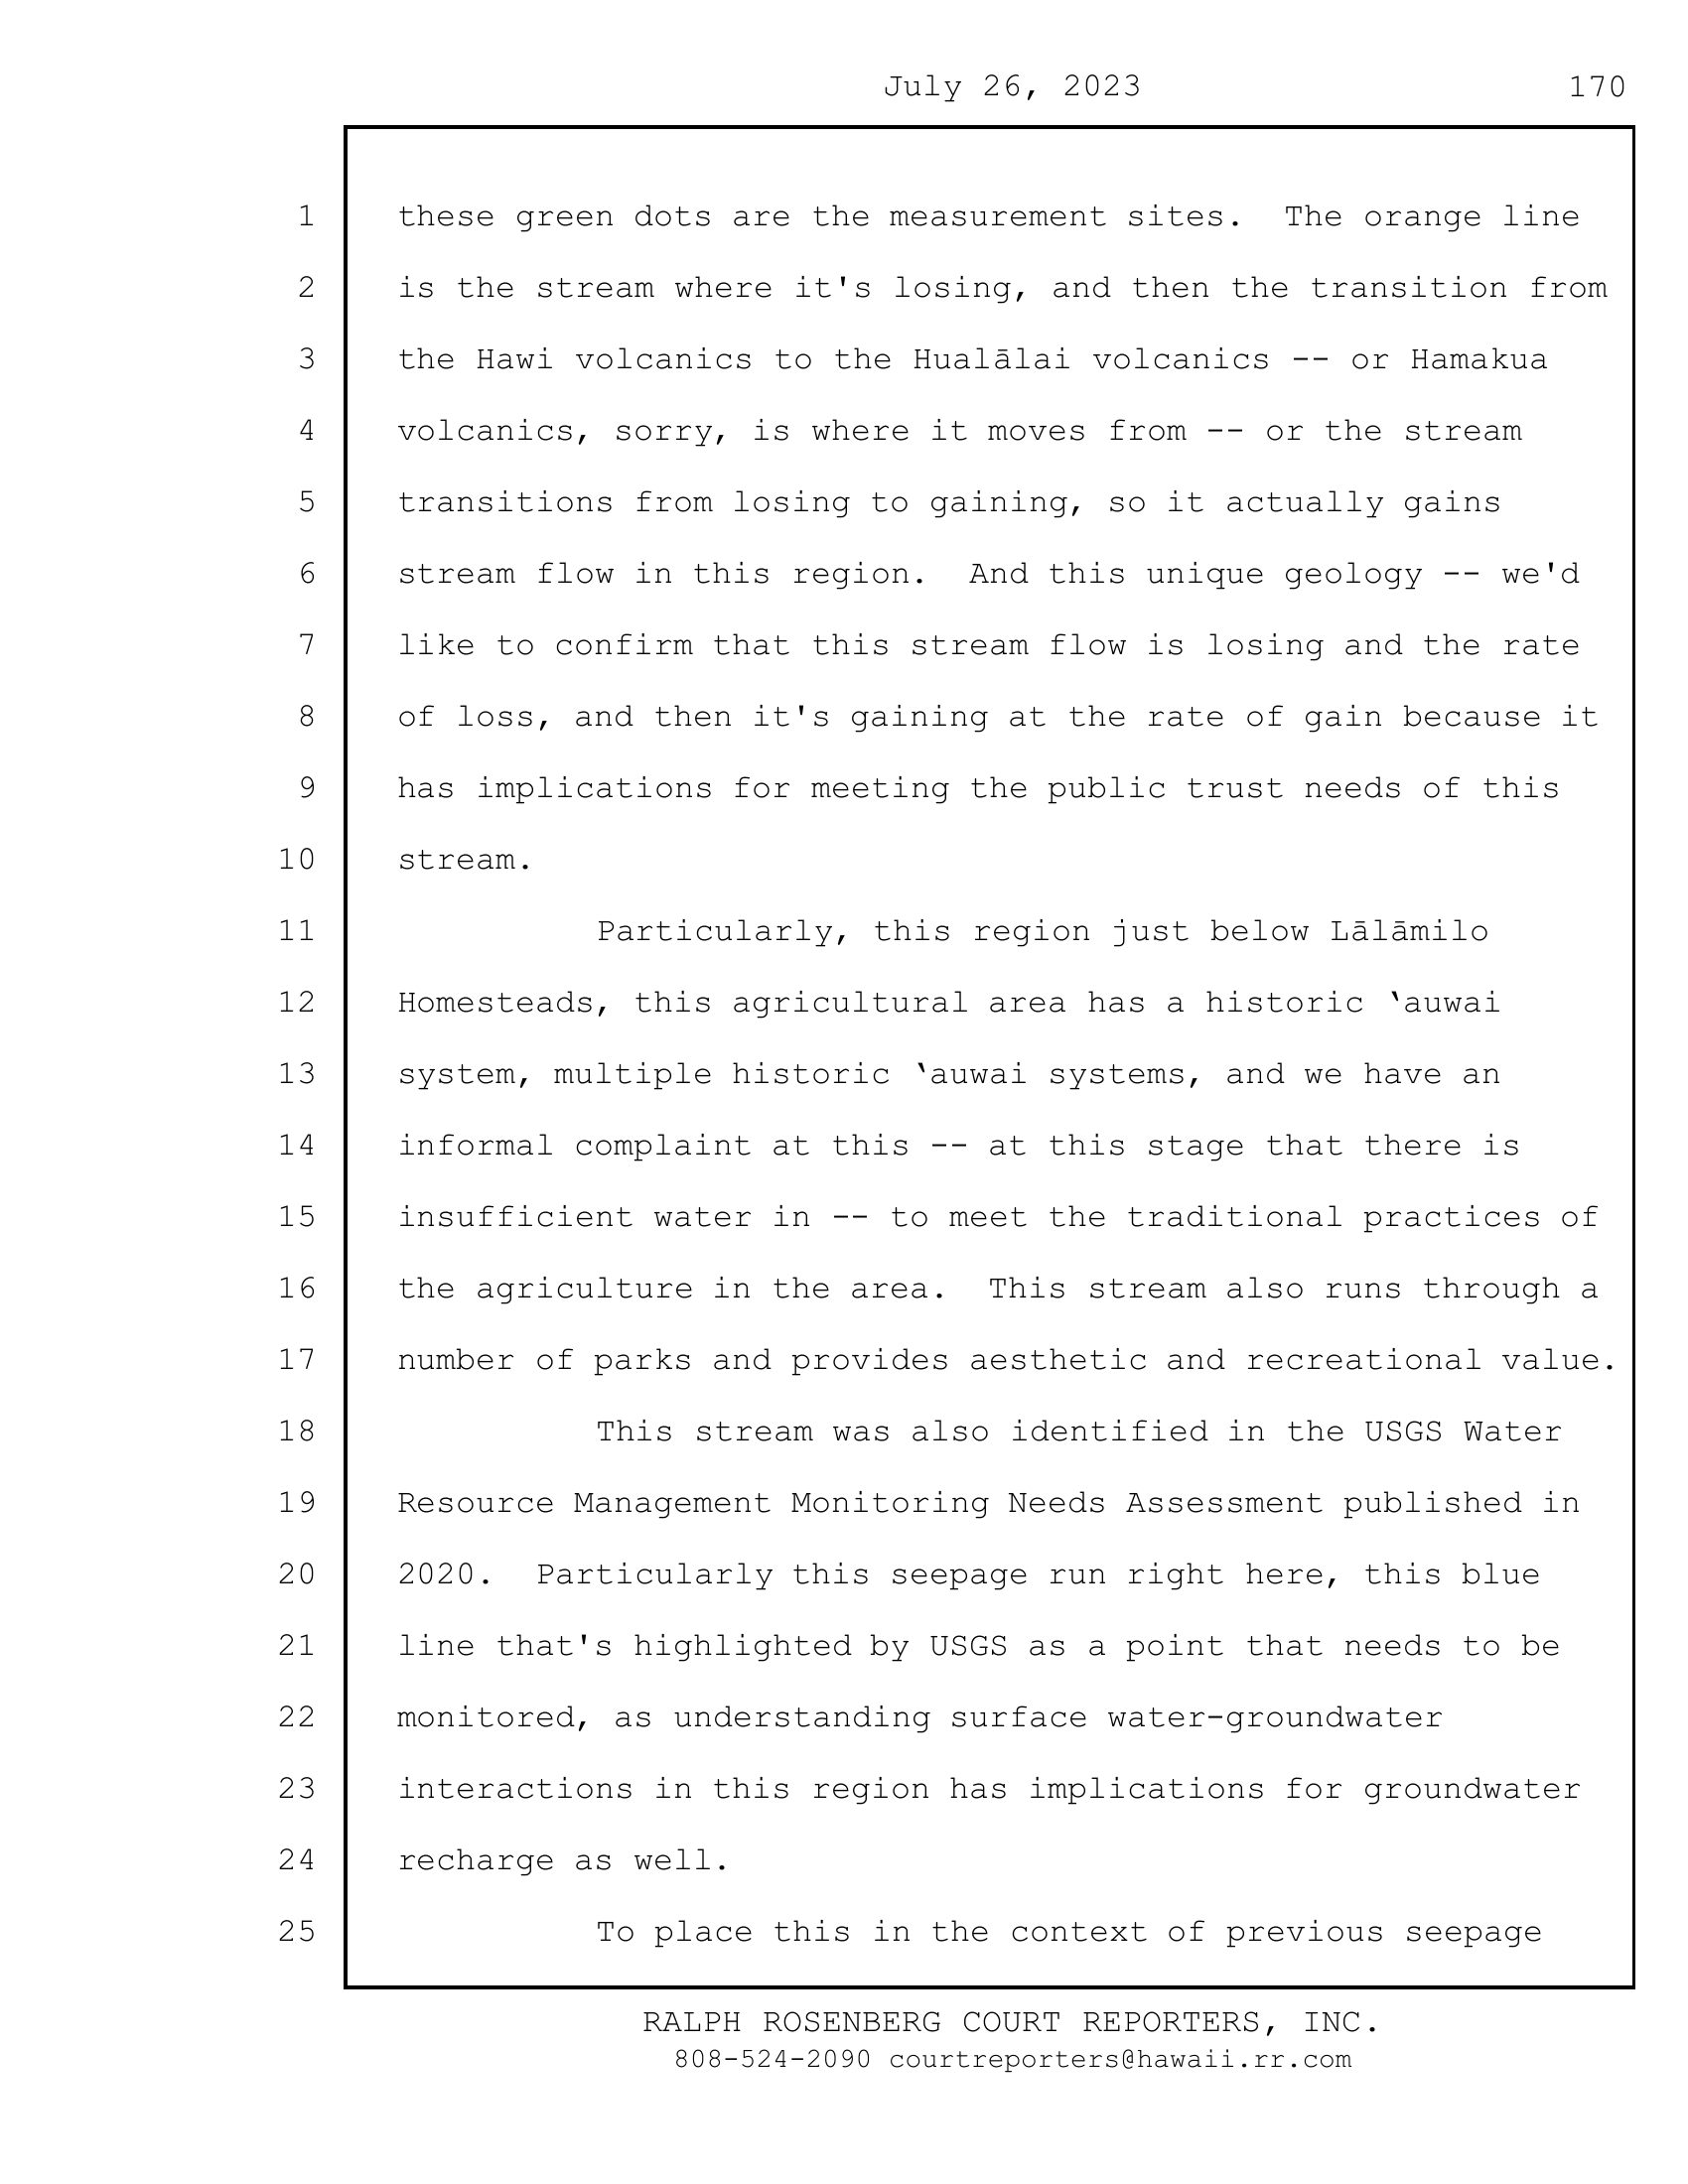 July 26, 2023 170
1 these green dots are the measurement sites.  The orange line
2 is the stream where it's losing, and then the transition from
3 the Hawi volcanics to the Hualālai volcanics -- or Hamakua
4 volcanics, sorry, is where it moves from -- or the stream
5 transitions from losing to gaining, so it actually gains
6 stream flow in this region.  And this unique geology -- we'd
7 like to confirm that this stream flow is losing and the rate
8 of loss, and then it's gaining at the rate of gain because it
9 has implications for meeting the public trust needs of this
10 stream.
11 Particularly, this region just below Lālāmilo
12 Homesteads, this agricultural area has a historic ‛auwai
13 system, multiple historic ‛auwai systems, and we have an
14 informal complaint at this -- at this stage that there is
15 insufficient water in -- to meet the traditional practices of
16 the agriculture in the area.  This stream also runs through a
17 number of parks and provides aesthetic and recreational value.
18 This stream was also identified in the USGS Water
19 Resource Management Monitoring Needs Assessment published in
20 2020.  Particularly this seepage run right here, this blue
21 line that's highlighted by USGS as a point that needs to be
22 monitored, as understanding surface water-groundwater
23 interactions in this region has implications for groundwater
24 recharge as well.
25 To place this in the context of previous seepage
RALPH ROSENBERG COURT REPORTERS, INC.
808-524-2090 courtreporters@hawaii.rr.com